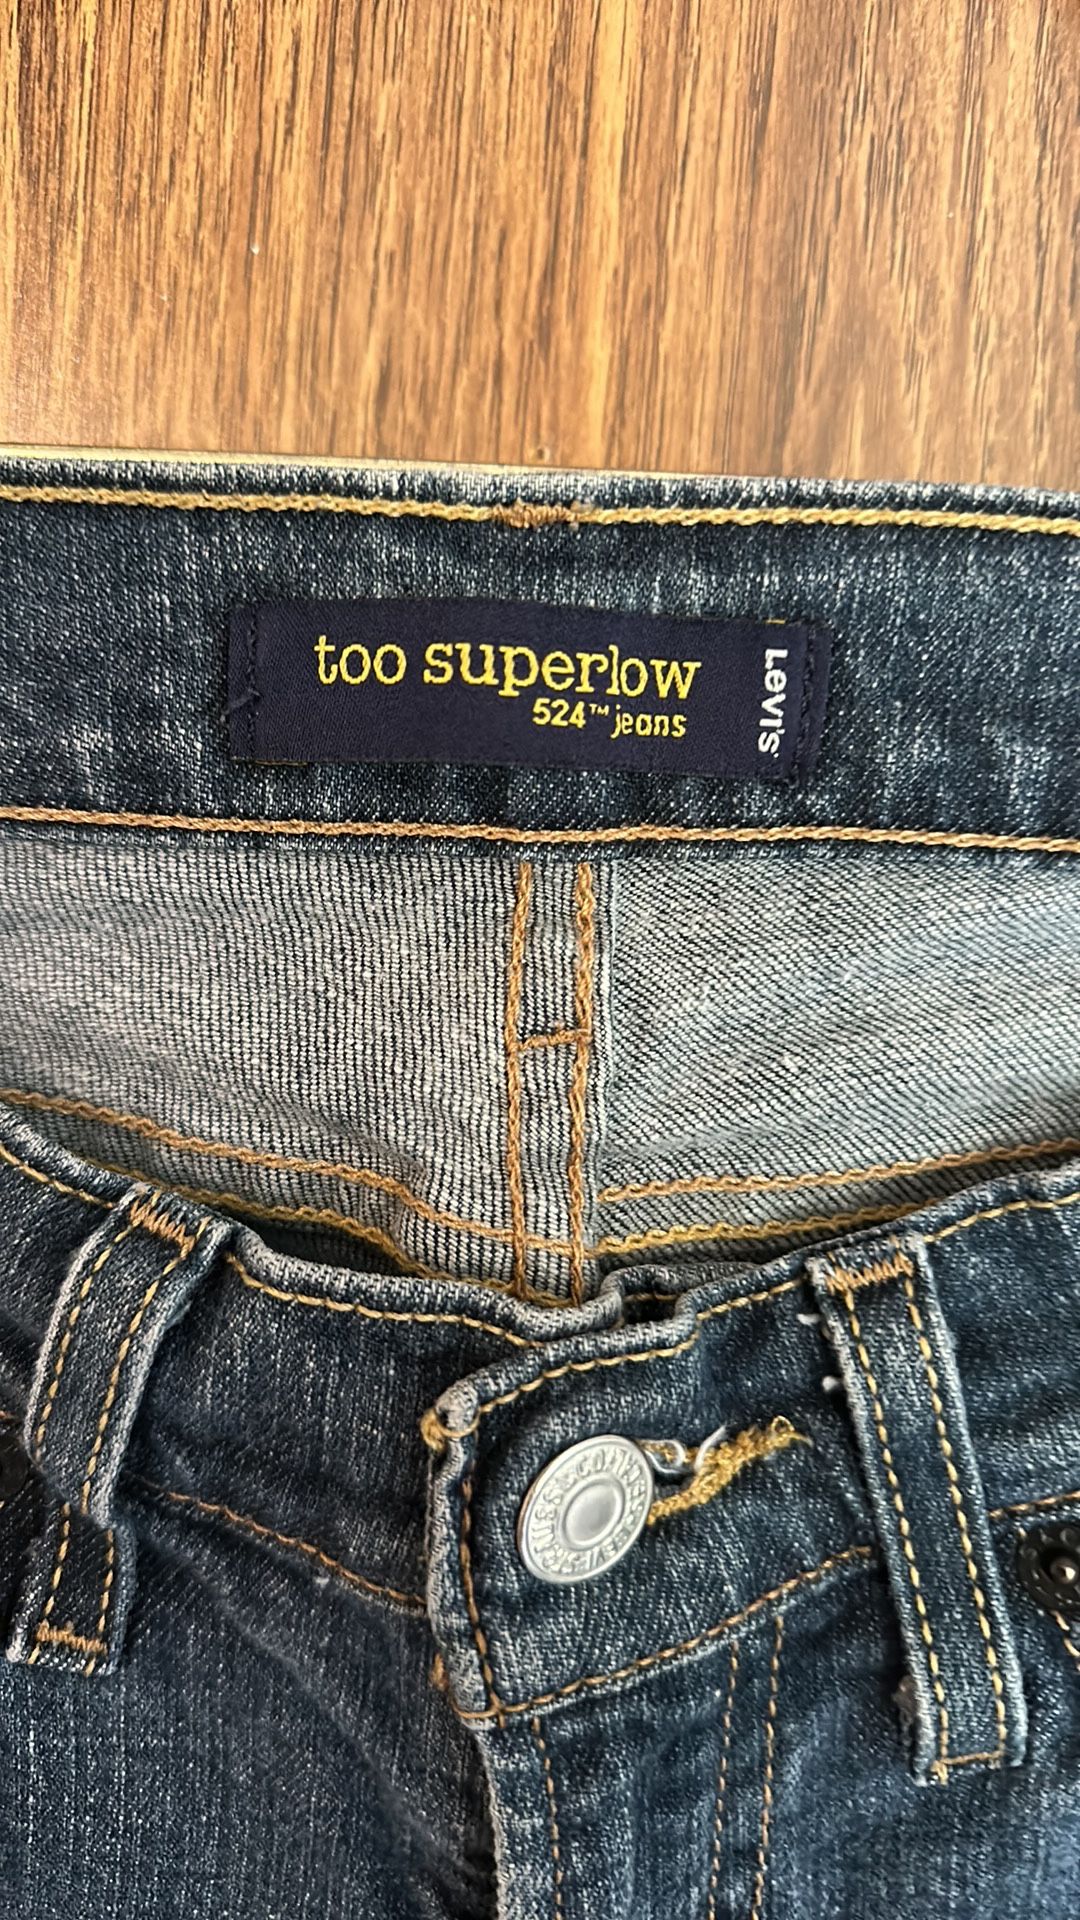 too superlow
524™ jeans
Levi's